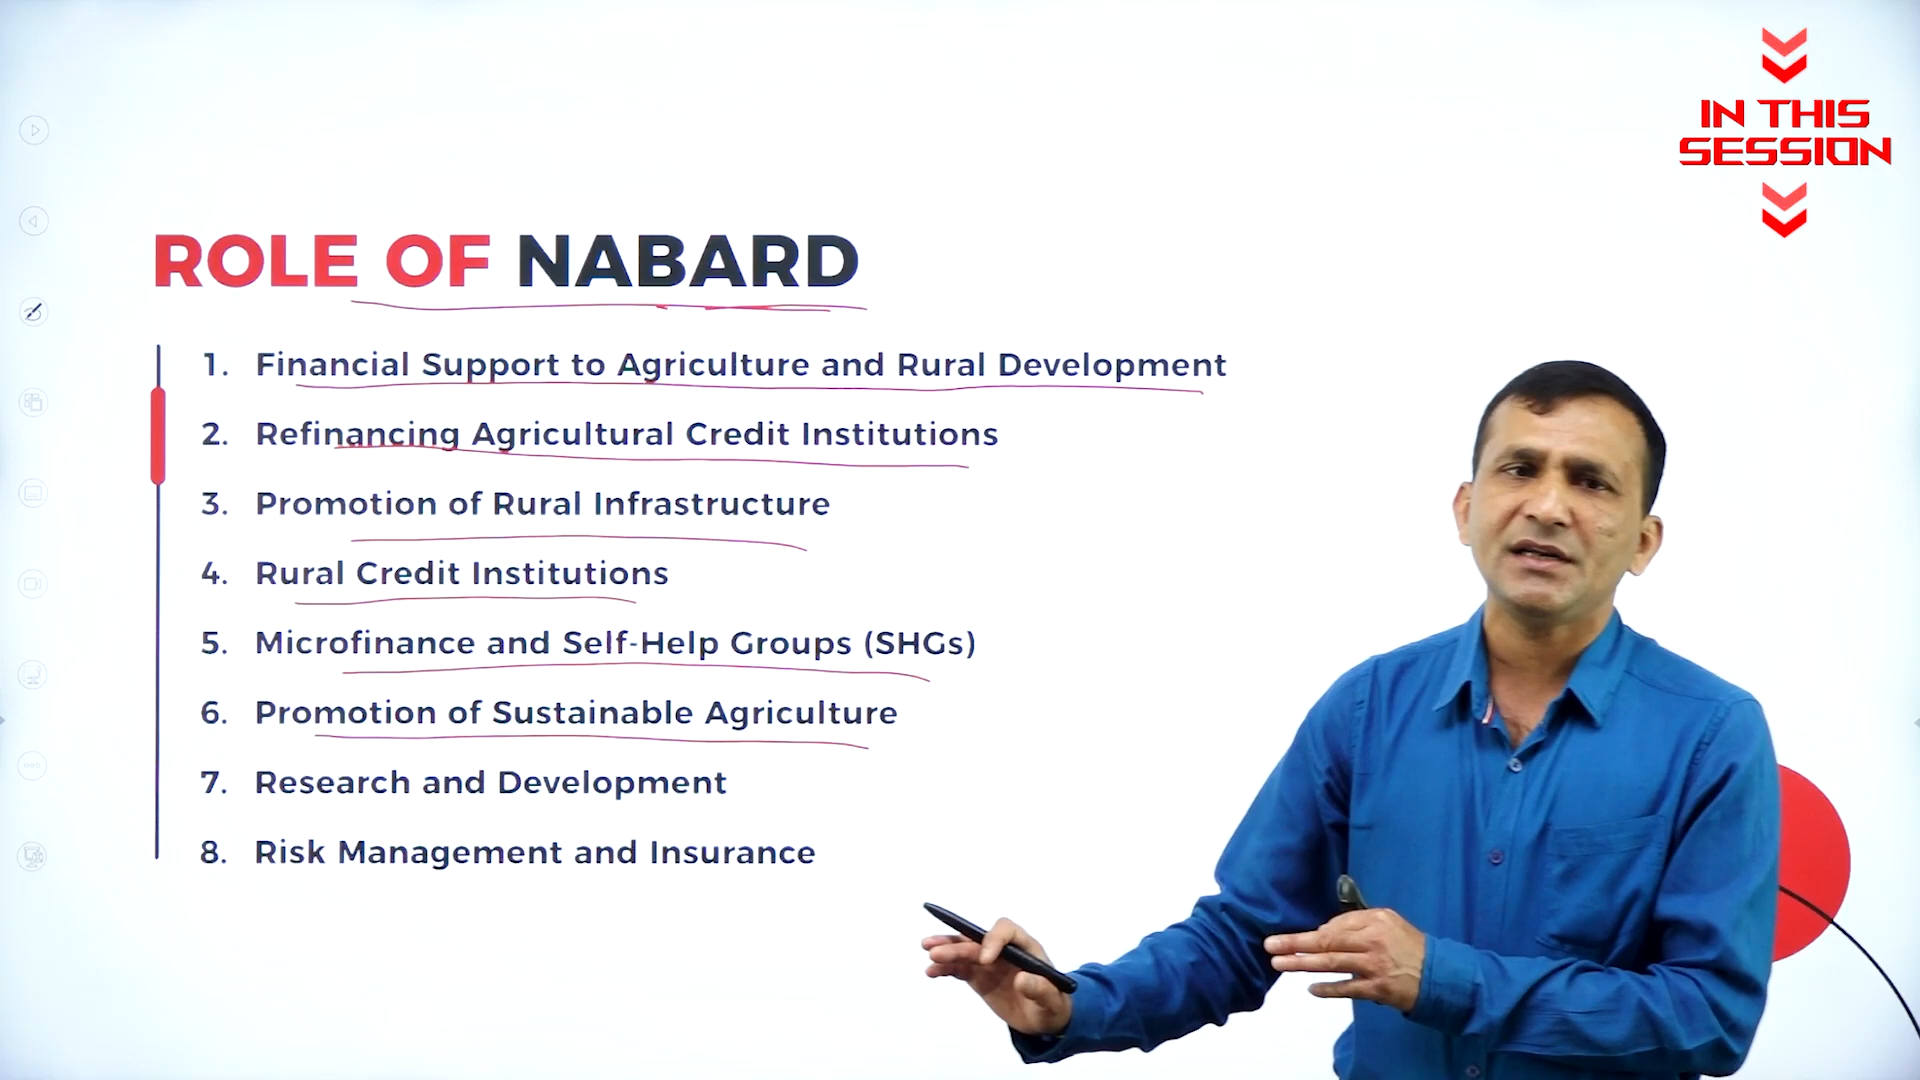 IN THIS
SESSION
ROLE OF NABARD
1. Financial Support to Agriculture and Rural Development
2. Refinancing Agricultural Credit Institutions
3. Promotion of Rural Infrastructure
4. Rural Credit Institutions
5. Microfinance and Self-Help Groups (SHGs)
6. Promotion of Sustainable Agriculture
7. Research and Development
8. Risk Management and Insurance